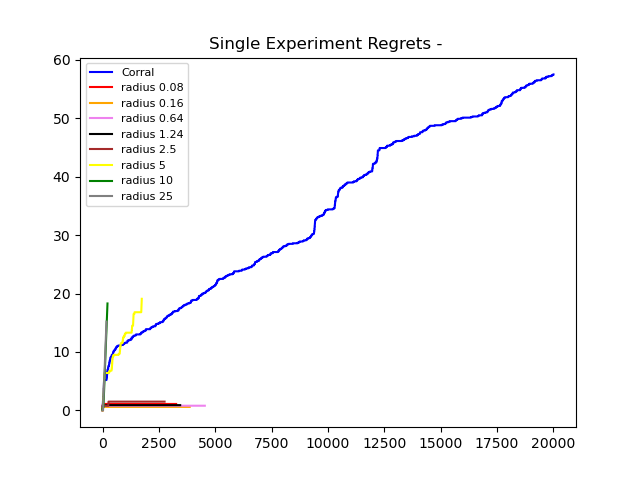 Single Experiment Regrets -
60
50
40
30
20
10
0
Corral
radius 0.08
radius 0.16
radius 0.64
radius 1.24
radius 2.5
radius 5
radius 10
radius 25
0 2500 5000 7500 10000 12500 15000 17500 20000